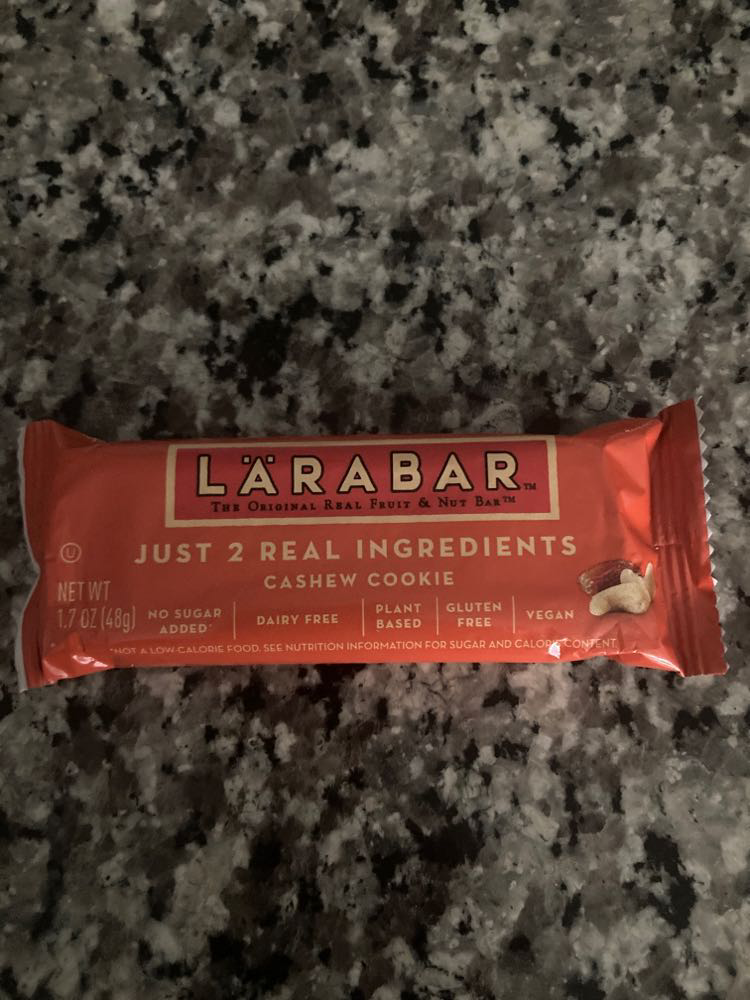 LÄRABAR™
The Original Real Fruit & Nut Bar™
JUST 2 REAL INGREDIENTS
CASHEW COOKIE
U
NET WT
1.7 OZ (48g)
NO SUGAR
ADDED*
DAIRY FREE
PLANT
BASED
GLUTEN
FREE
VEGAN
*NOT A LOW-CALORIE FOOD. SEE NUTRITION INFORMATION FOR SUGAR AND CALORIE CONTENT.